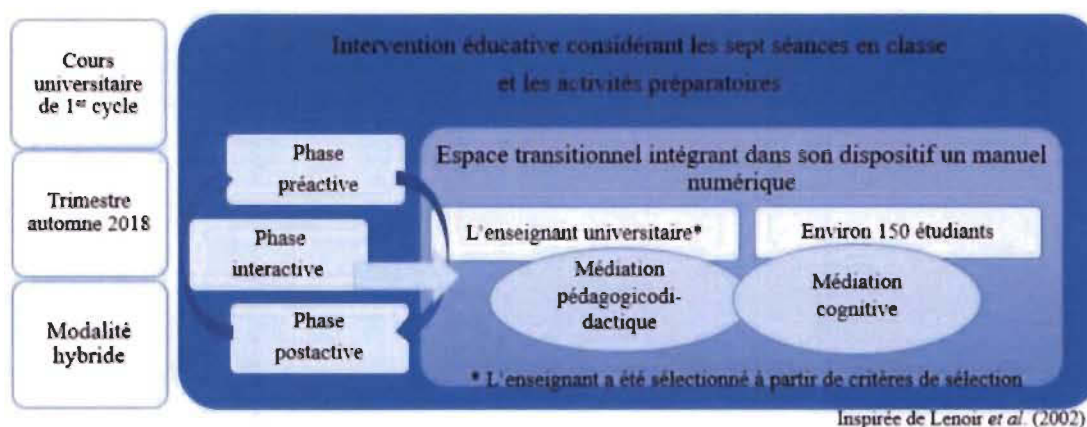 Cours
universitaire
de 1er cycle
Trimestre
automne 2018
Modalité
hybride
Intervention éducative considérant les sept séances en classe
et les activités préparatoires
Phase
préactive
Phase
interactive
Phase
postactive
Espace transitionnel intégrant dans son dispositif un manuel
numérique
L'enseignant universitaire*
Environ 150 étudiants
Médiation
pédagogicodi-
dactique
Médiation
cognitive
* L'enseignant a été sélectionné à partir de critères de sélection
Inspirée de Lenoir et al. (2002)